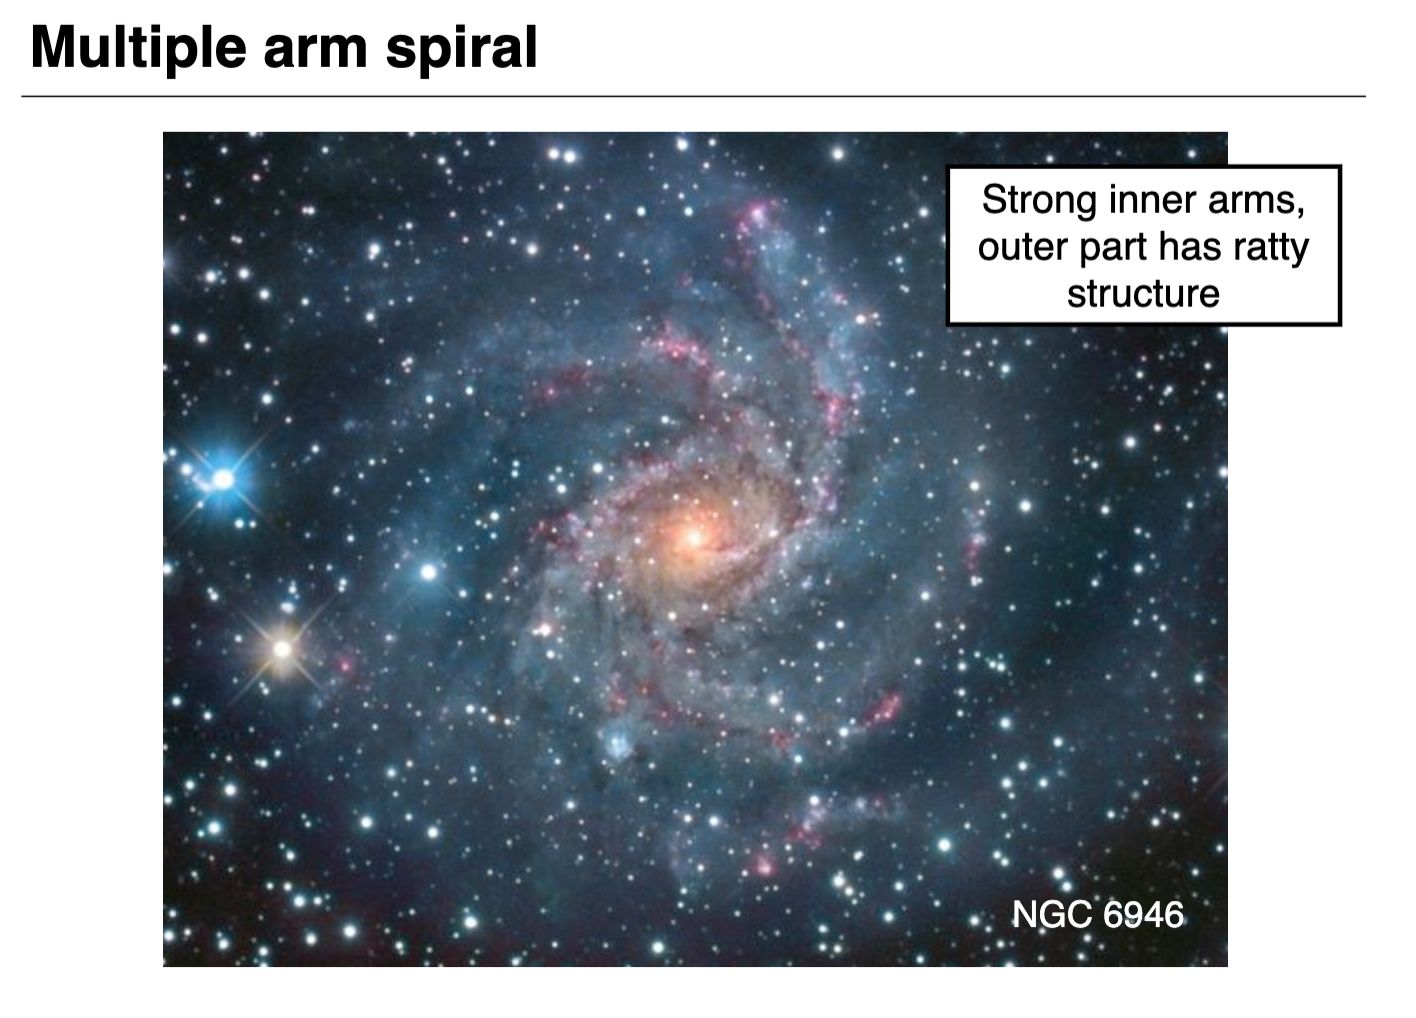 Multiple arm spiral
Strong inner arms,
outer part has ratty
structure
NGC 6946